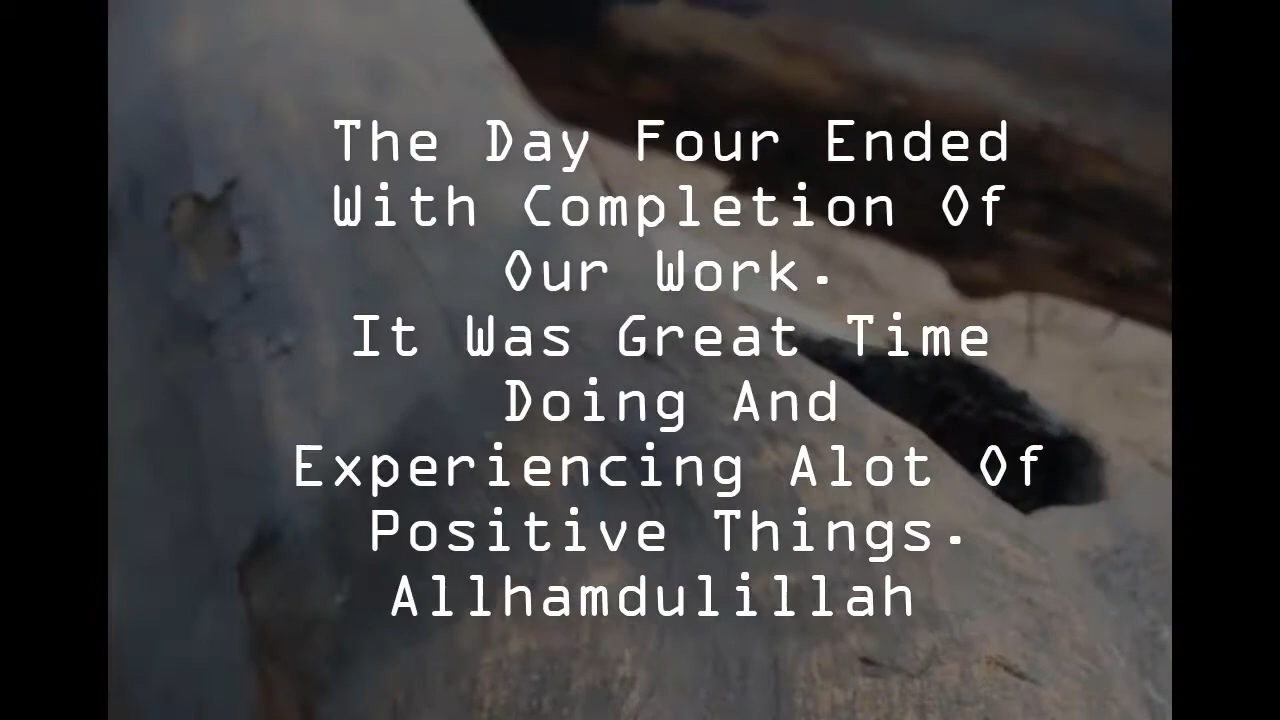 The Day Four Ended
With Completion Of
Our Work.
It Was Great Time
Doing And
Experiencing Alot Of
Positive Things.
Allhamdulillah